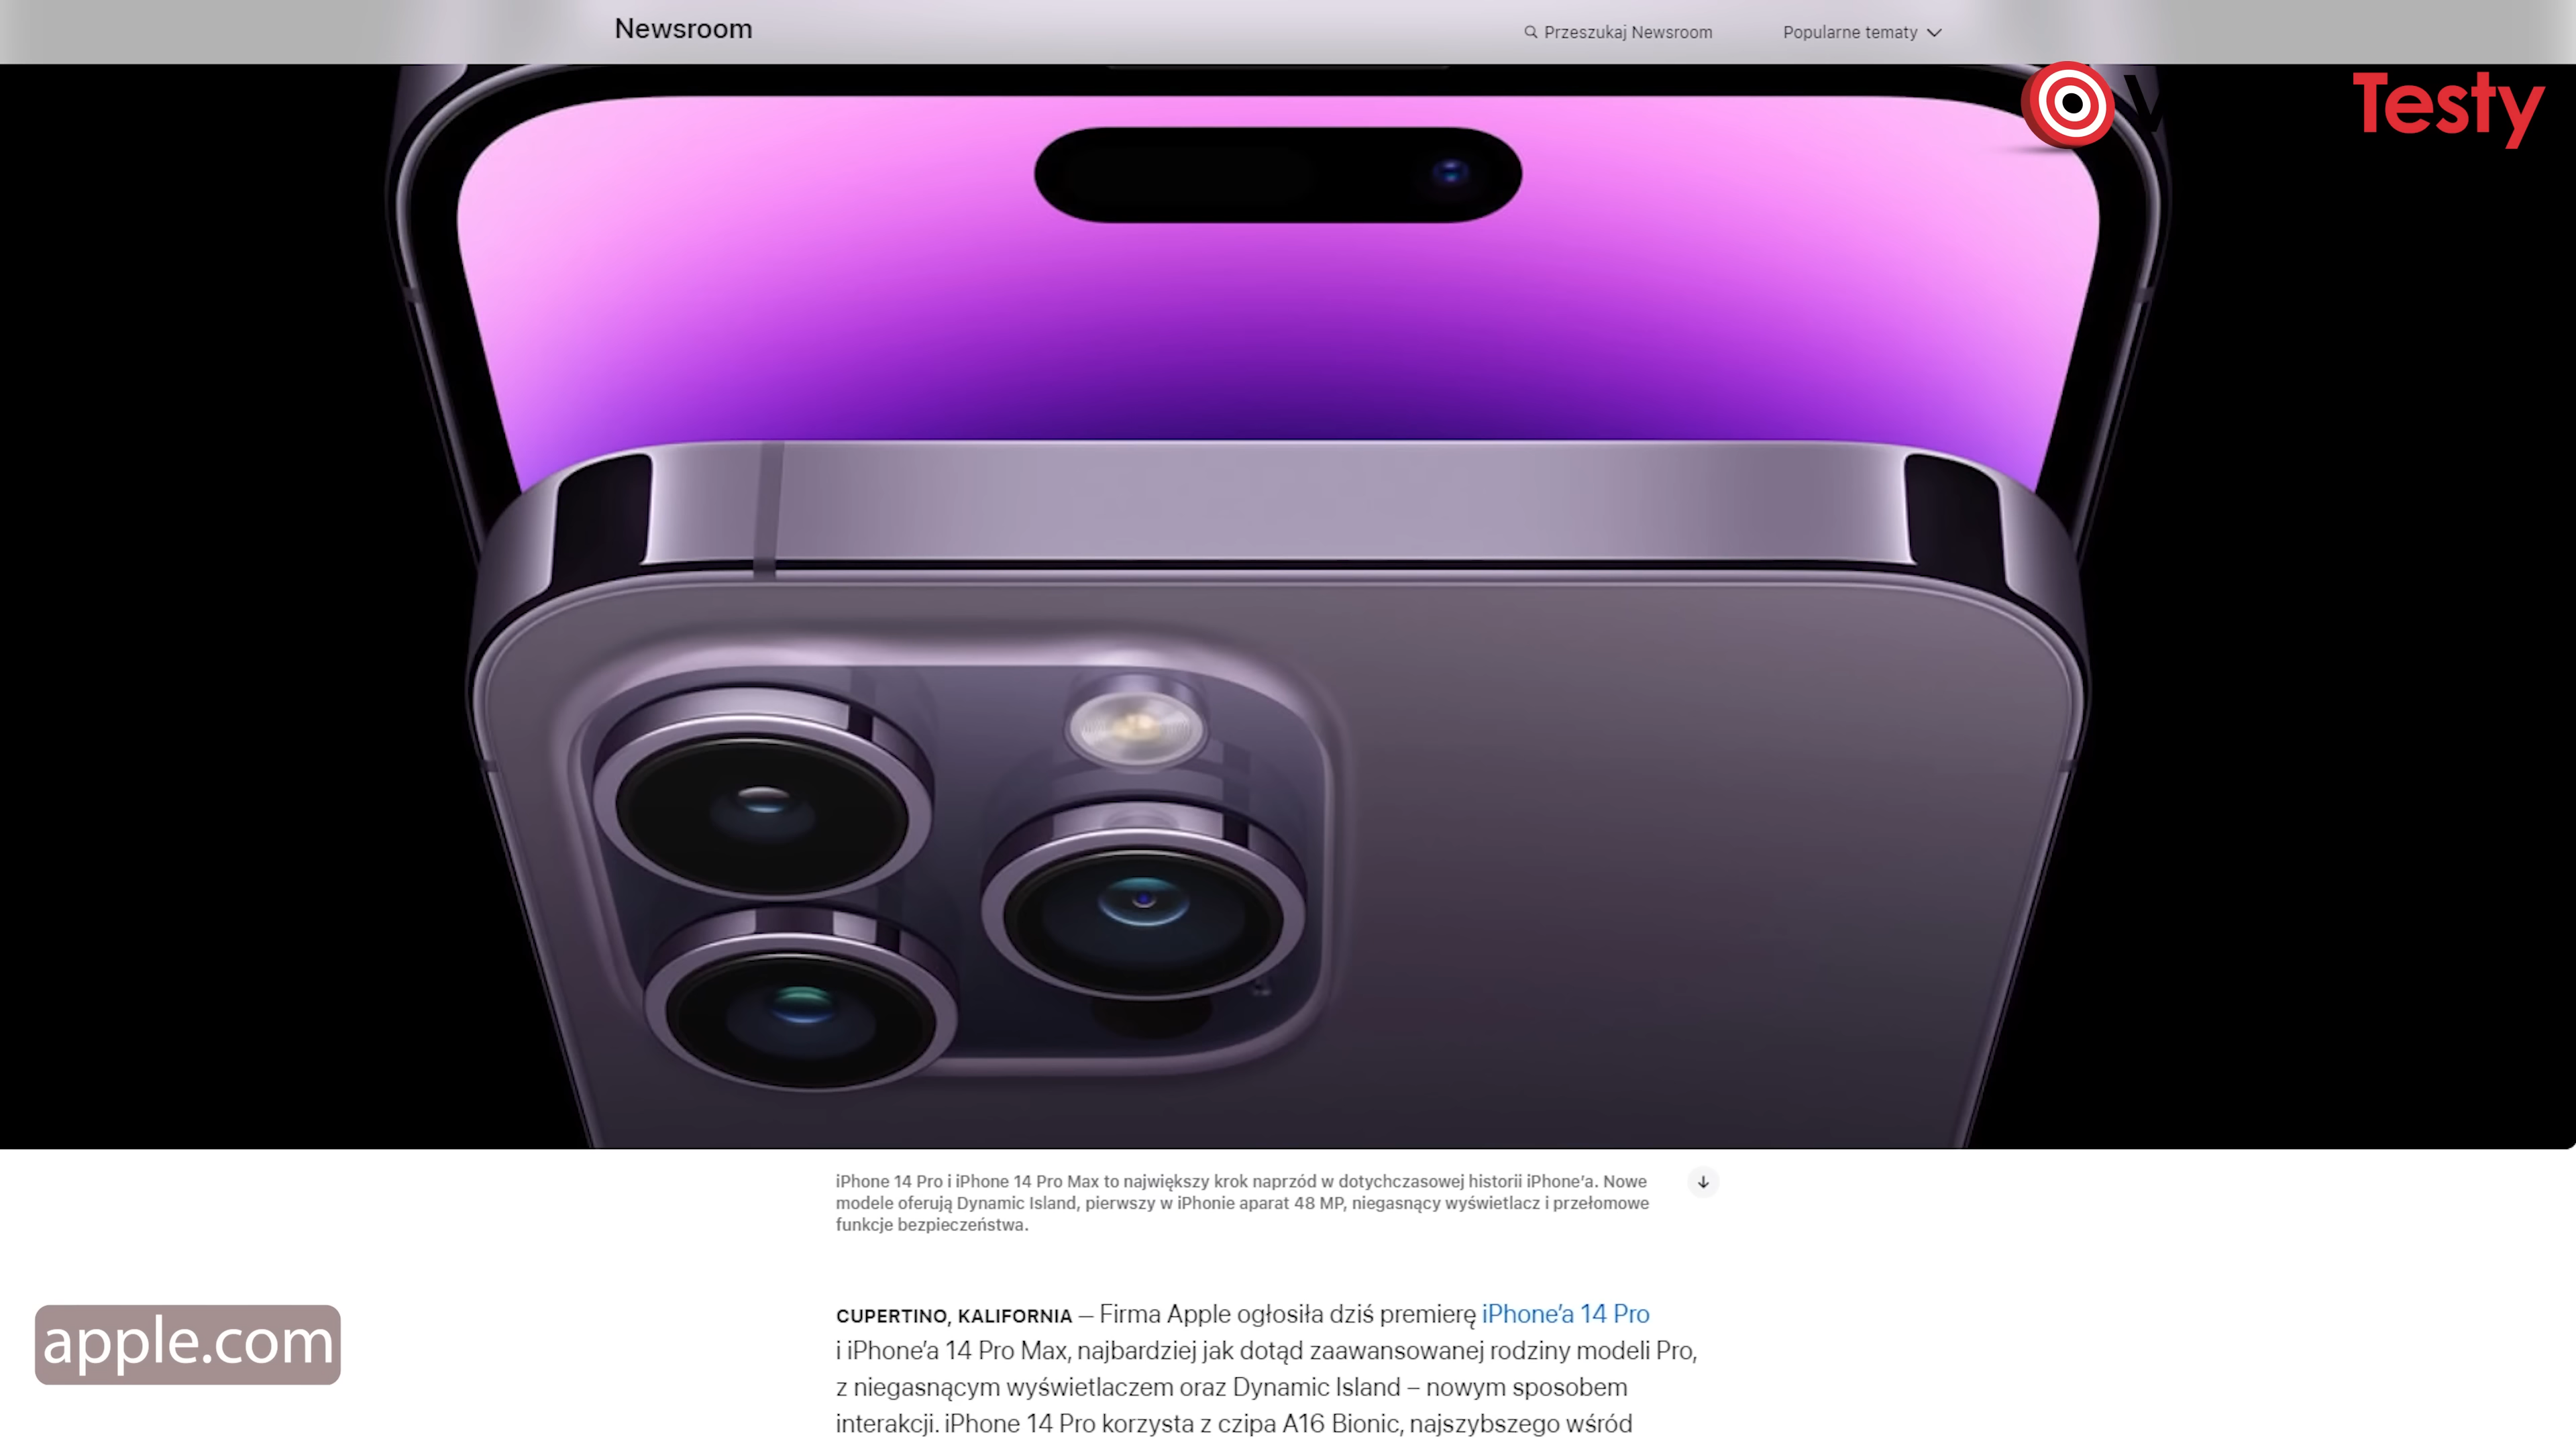 Newsroom
Przeszukaj Newsroom
Popularne tematy
Testy
iPhone 14 Pro i iPhone 14 Pro Max to największy krok naprzód w dotychczasowej historii iPhone'a. Nowe
modele oferują Dynamic Island, pierwszy w iPhonie aparat 48 MP, niegasnący wyświetlacz i przełomowe
funkcje bezpieczeństwa.
apple.com
CUPERTINO, KALIFORNIA — Firma Apple ogłosiła dziś premierę iPhone'a 14 Pro
i iPhone'a 14 Pro Max, najbardziej jak dotąd zaawansowanej rodziny modeli Pro,
z niegasnącym wyświetlaczem oraz Dynamic Island – nowym sposobem
interakcji. iPhone 14 Pro korzysta z czipa A16 Bionic, najszybszego wśród